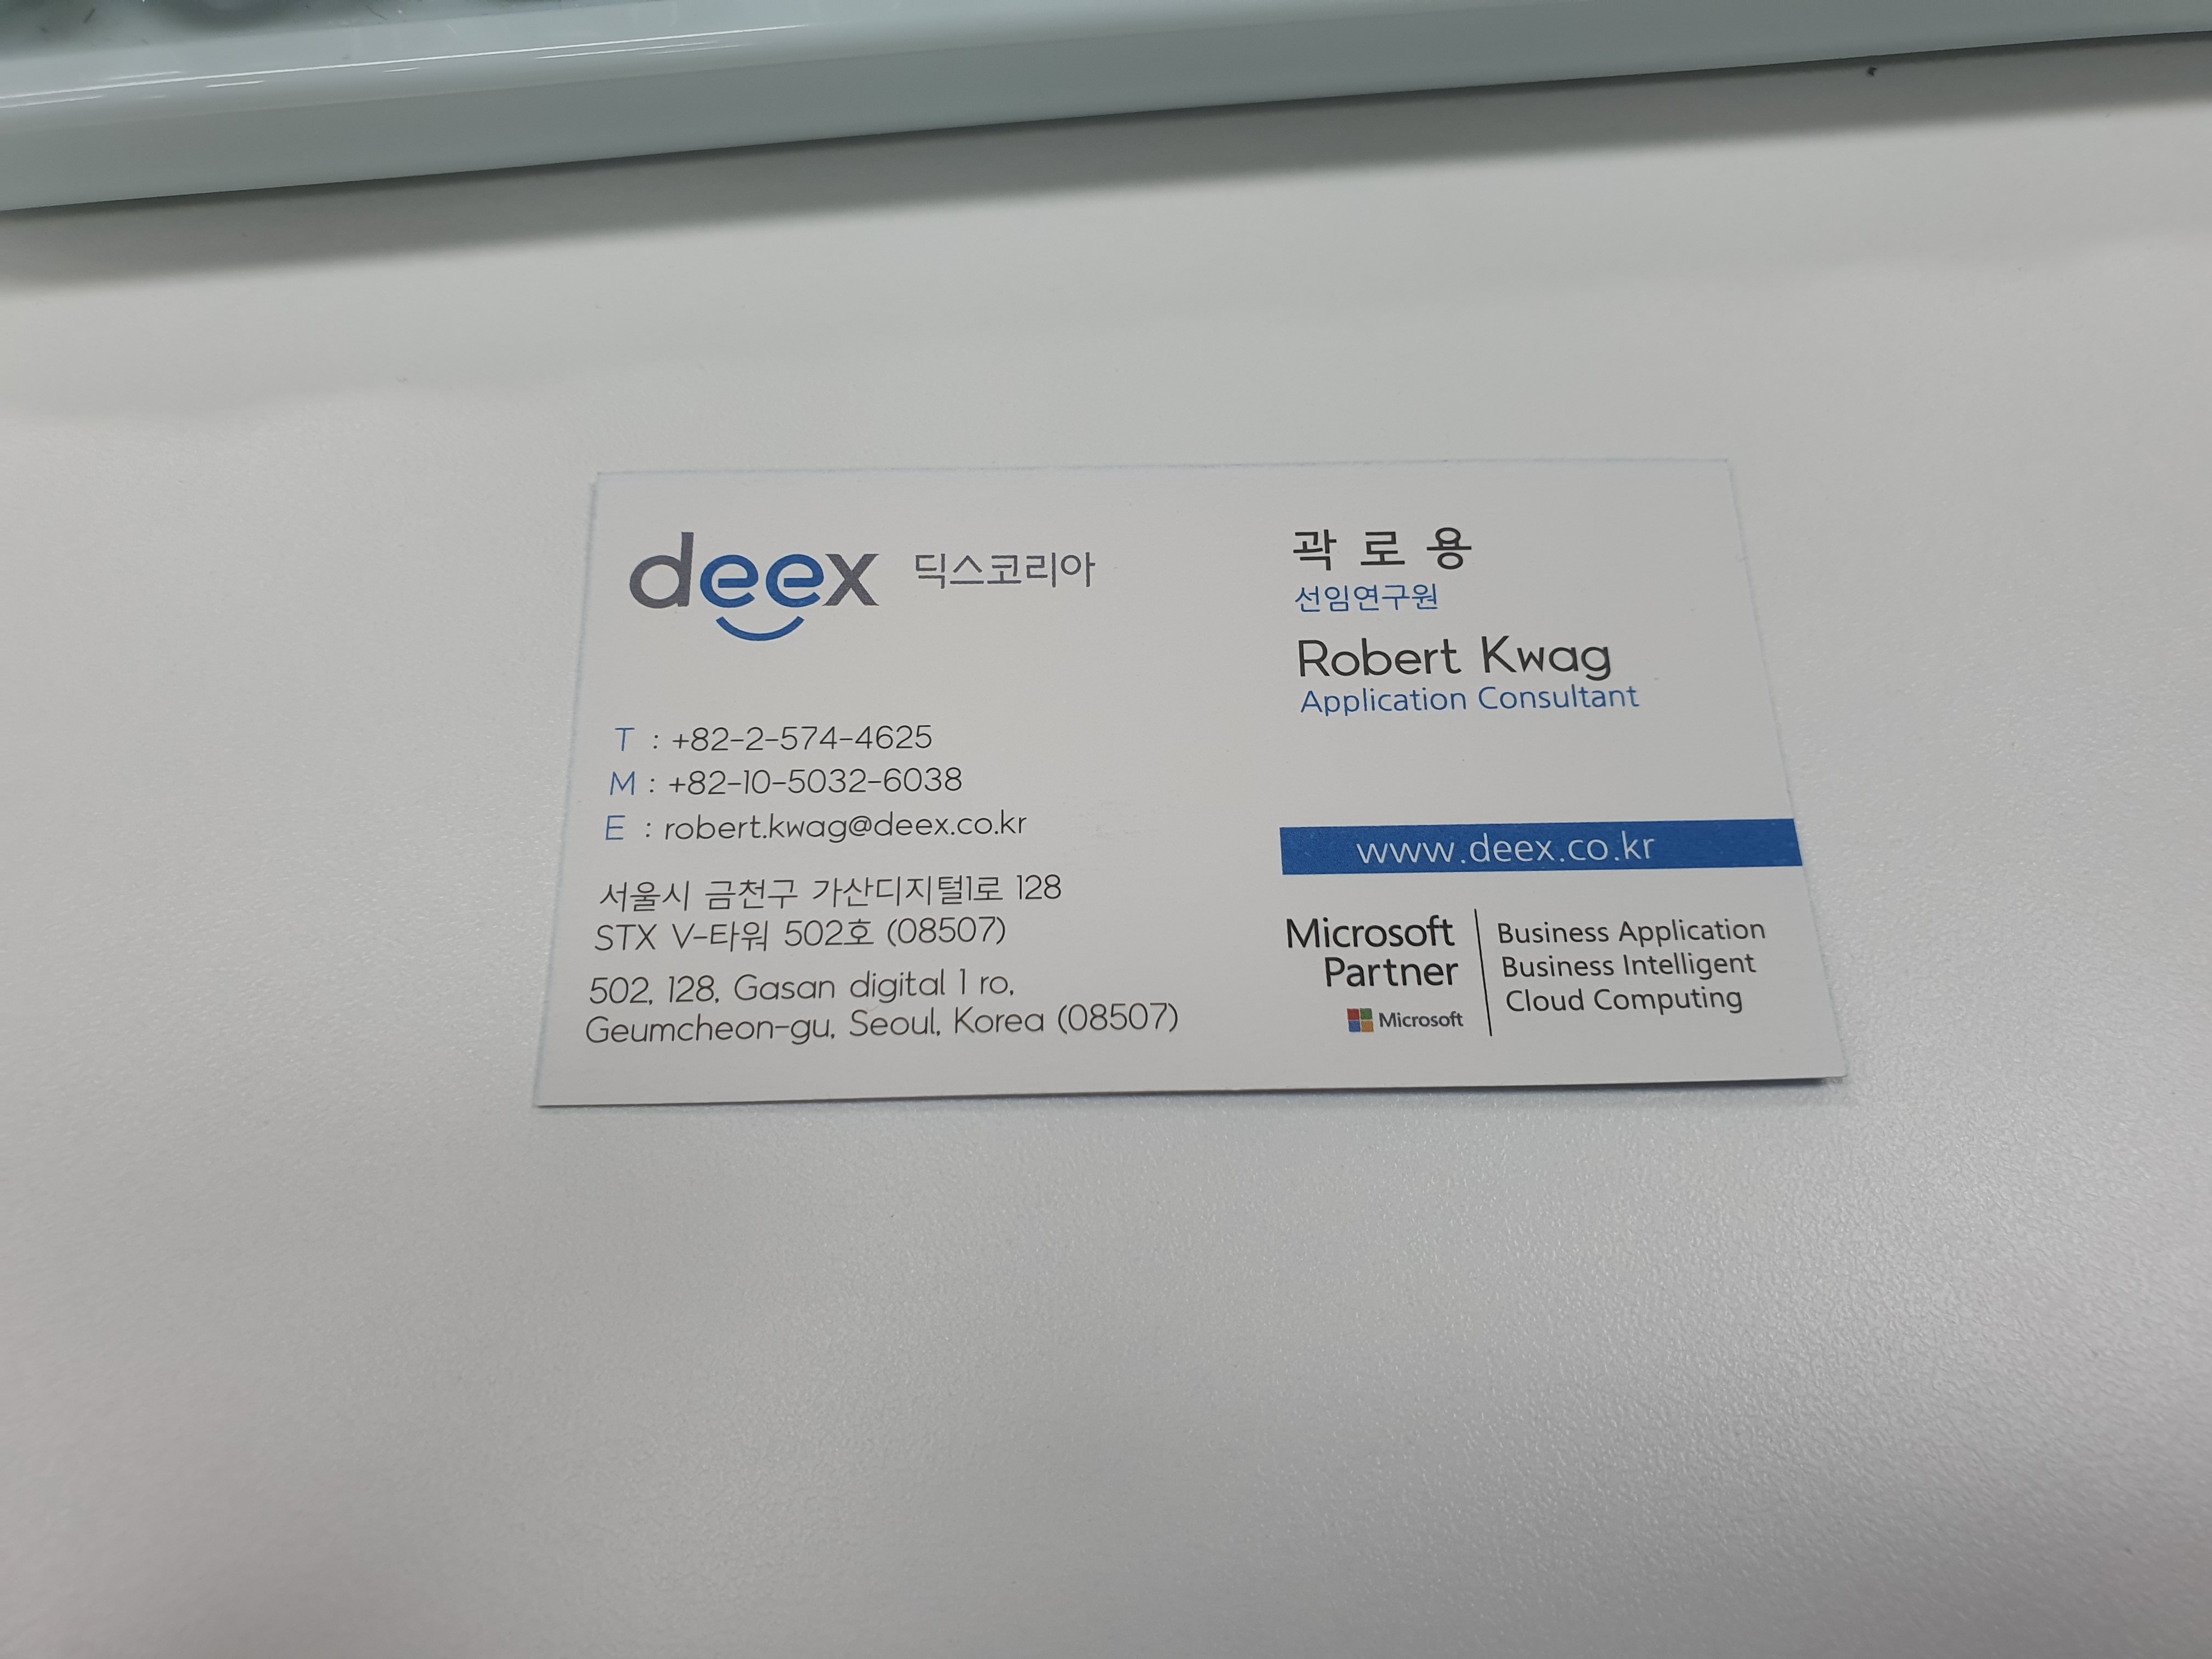 deex 딕스코리아
T : +82-2-574-4625
M : +82-10-5032-6038
E : robert.kwag@deex.co.kr
서울시 금천구 가산디지털1로 128
STX V-타워 502호 (08507)
502, 128, Gasan digital 1 ro,
Geumcheon-gu, Seoul, Korea (08507)
곽 로 용
선임연구원
Robert Kwag
Application Consultant
www.deex.co.kr
Microsoft
Partner
Microsoft
Business Application
Business Intelligent
Cloud Computing